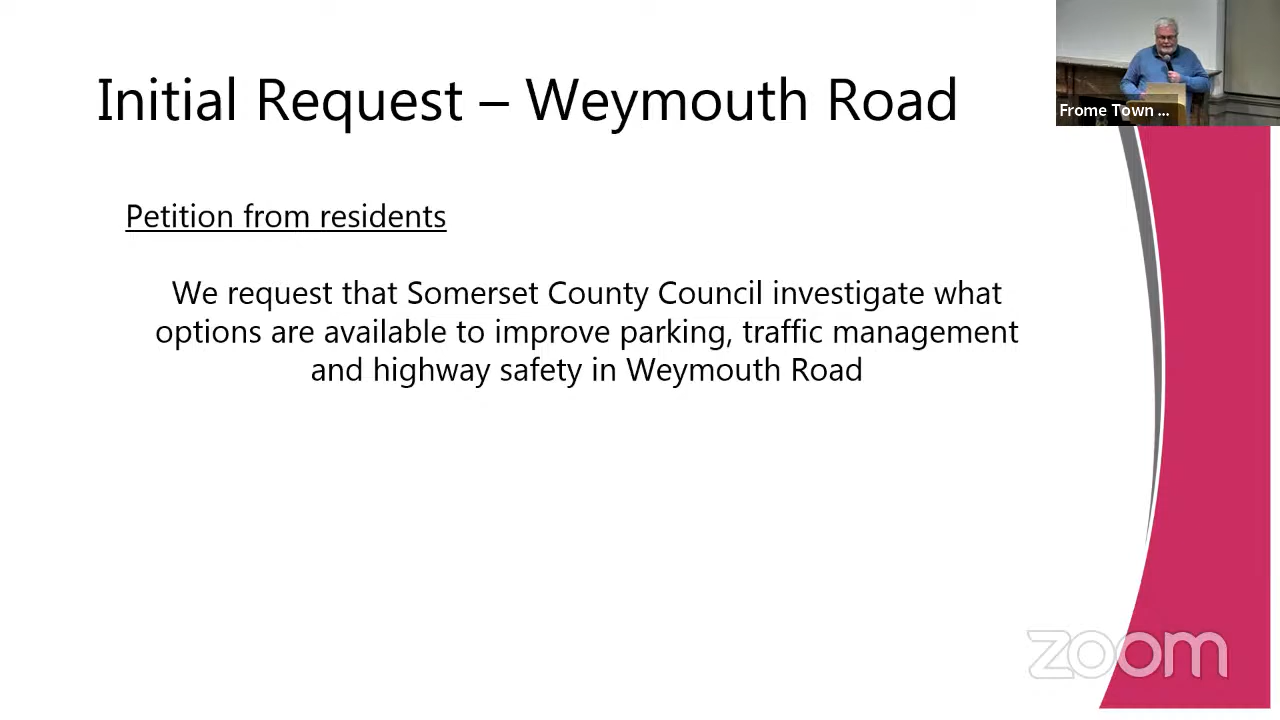 Initial Request – Weymouth Road
Frome Town ...
Petition from residents
We request that Somerset County Council investigate what
options are available to improve parking, traffic management
and highway safety in Weymouth Road
zoom